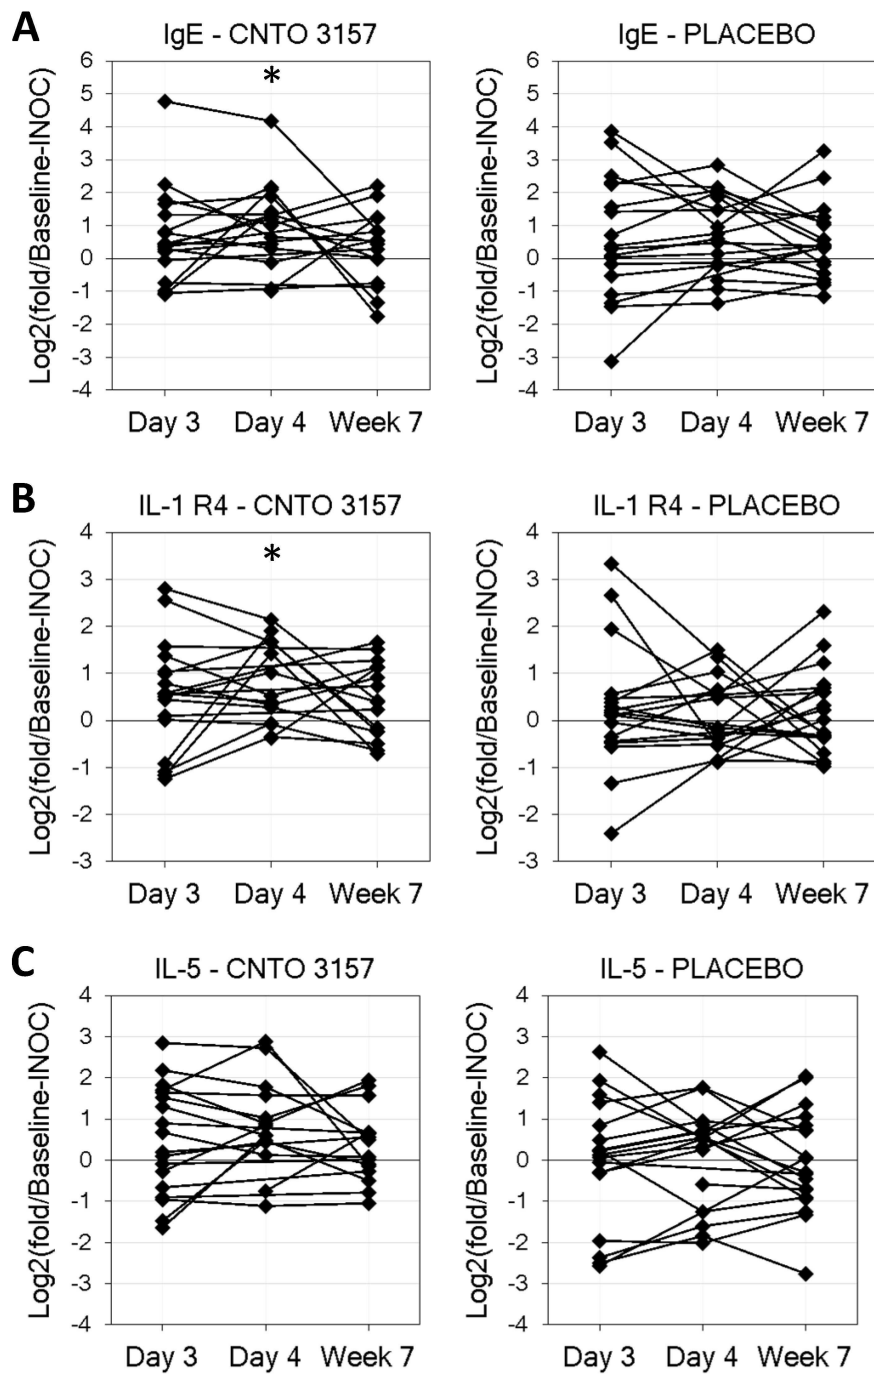 A
IgE - CNTO 3157
IgE - PLACEBO
Log2(fold/Baseline-INOC)
6
5
4
3
2
1
0
-1
-2
-3
-4
*
Day 3 Day 4 Week 7
Log2(fold/Baseline-INOC)
6
5
4
3
2
1
0
-1
-2
-3
-4
Day 3 Day 4 Week 7
B
IL-1 R4 - CNTO 3157
IL-1 R4 - PLACEBO
Log2(fold/Baseline-INOC)
4
3
2
1
0
-1
-2
-3
*
Day 3 Day 4 Week 7
Log2(fold/Baseline-INOC)
4
3
2
1
0
-1
-2
-3
Day 3 Day 4 Week 7
C
IL-5 - CNTO 3157
IL-5 - PLACEBO
Log2(fold/Baseline-INOC)
4
3
2
1
0
-1
-2
-3
-4
Day 3 Day 4 Week 7
Log2(fold/Baseline-INOC)
4
3
2
1
0
-1
-2
-3
-4
Day 3 Day 4 Week 7